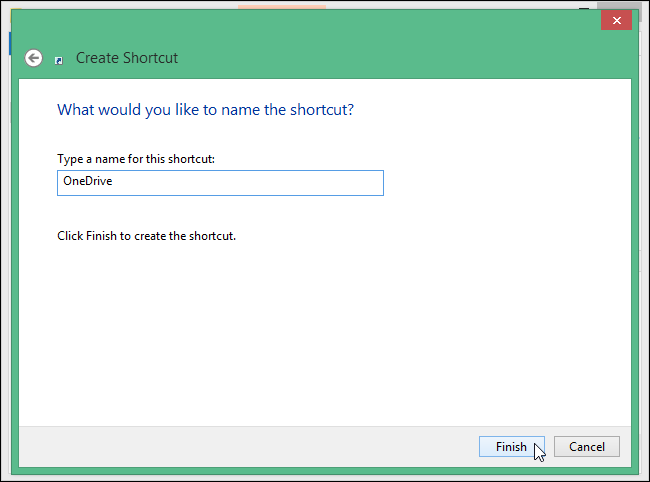 Create Shortcut
What would you like to name the shortcut?
Type a name for this shortcut:
OneDrive
Click Finish to create the shortcut.
Finish
Cancel